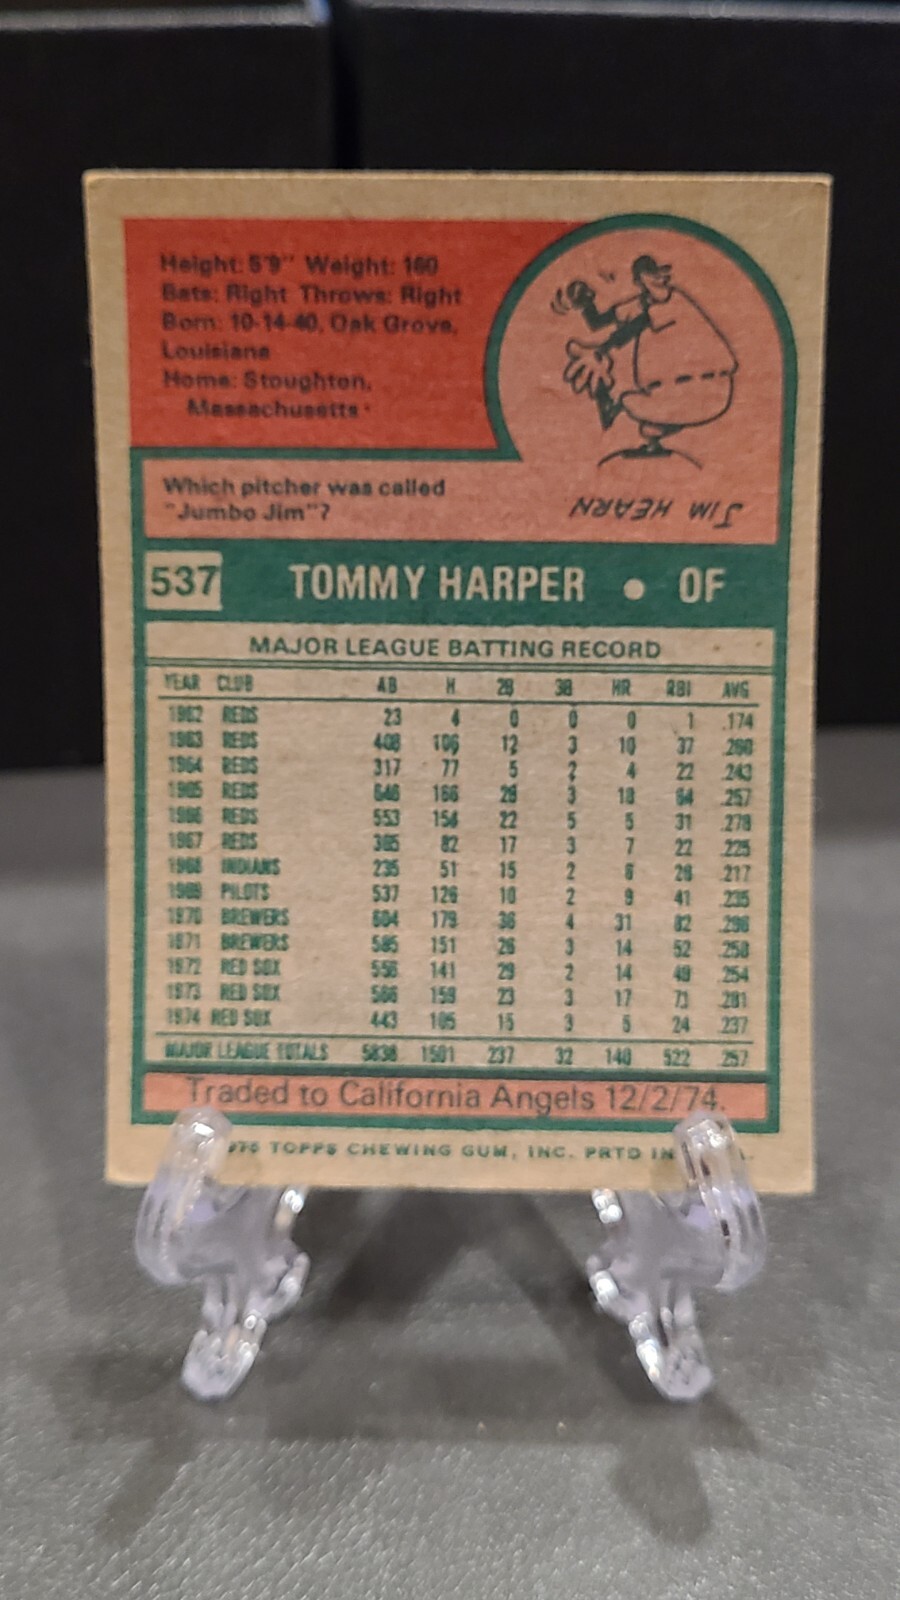 Height: 5'9" Weight: 160
Bats: Right Throws: Right
Born: 10-14-40, Oak Grove,
Louisiana
Home: Stoughton,
Massachusetts
Which pitcher was called
"Jumbo Jim"?
JIM HEARN
537 TOMMY HARPER • OF
MAJOR LEAGUE BATTING RECORD
YEAR CLUB AB H 2B 3B HR RBI AVG
1962 REDS 23 4 0 0 0 1 .174
1963 REDS 408 106 12 3 10 37 .260
1964 REDS 317 77 5 2 4 22 .243
1965 REDS 646 166 28 3 18 64 .257
1966 REDS 553 154 22 5 5 31 .278
1967 REDS 365 82 17 3 7 22 .225
1968 INDIANS 235 51 15 2 6 26 .217
1969 PILOTS 537 126 10 2 9 41 .235
1970 BREWERS 604 179 36 4 31 82 .296
1971 BREWERS 585 151 26 3 14 52 .258
1972 RED SOX 556 141 29 2 14 49 .254
1973 RED SOX 566 159 23 3 17 71 .281
1974 RED SOX 443 105 15 3 5 24 .237
MAJOR LEAGUE TOTALS 5838 1501 237 32 140 522 .257
Traded to California Angels 12/2/74.
TOPPS CHEWING GUM, INC. PRTD IN